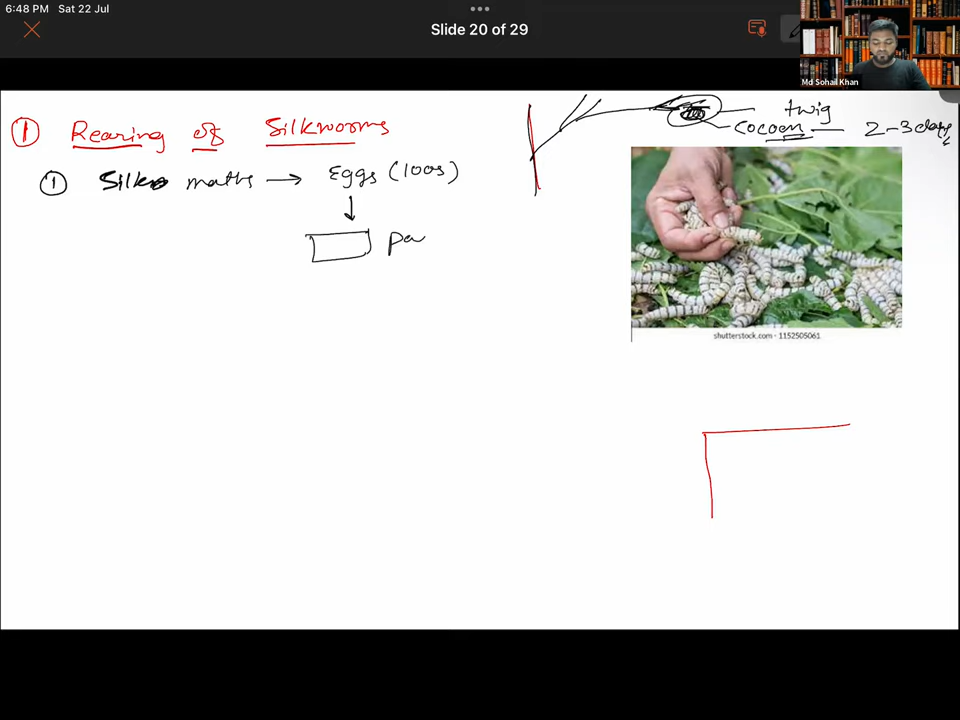 6:48 PM Sat 22 Jul
Slide 20 of 29
Md Sohail Khan
① Rearing of Silkworms
twig
cocoon — 2-3 days
① Silk moths → Eggs (100s)
pa
shutterstock.com · 1152505061